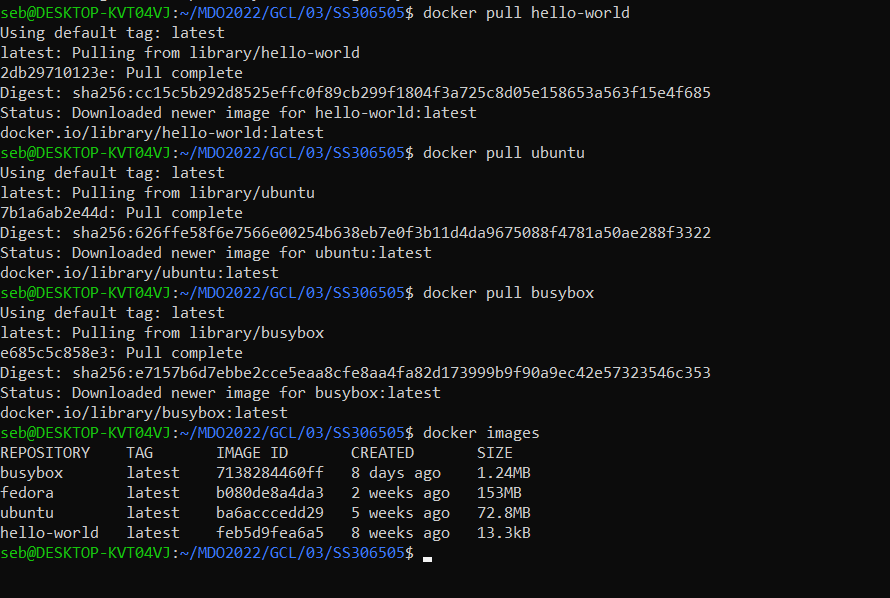 seb@DESKTOP-KVT04VJ:~/MDO2022/GCL/03/SS306505$ docker pull hello-world
Using default tag: latest
latest: Pulling from library/hello-world
2db29710123e: Pull complete
Digest: sha256:cc15c5b292d8525effc0f89cb299f1804f3a725c8d05e158653a563f15e4f685
Status: Downloaded newer image for hello-world:latest
docker.io/library/hello-world:latest
seb@DESKTOP-KVT04VJ:~/MDO2022/GCL/03/SS306505$ docker pull ubuntu
Using default tag: latest
latest: Pulling from library/ubuntu
7b1a6ab2e44d: Pull complete
Digest: sha256:626ffe58f6e7566e00254b638eb7e0f3b11d4da9675088f4781a50ae288f3322
Status: Downloaded newer image for ubuntu:latest
docker.io/library/ubuntu:latest
seb@DESKTOP-KVT04VJ:~/MDO2022/GCL/03/SS306505$ docker pull busybox
Using default tag: latest
latest: Pulling from library/busybox
e685c5c858e3: Pull complete
Digest: sha256:e7157b6d7ebbe2cce5eaa8cfe8aa4fa82d173999b9f90a9ec42e57323546c353
Status: Downloaded newer image for busybox:latest
docker.io/library/busybox:latest
seb@DESKTOP-KVT04VJ:~/MDO2022/GCL/03/SS306505$ docker images
REPOSITORY TAG IMAGE ID CREATED SIZE
busybox latest 7138284460ff 8 days ago 1.24MB
fedora latest b080de8a4da3 2 weeks ago 153MB
ubuntu latest ba6acccedd29 5 weeks ago 72.8MB
hello-world latest feb5d9fea6a5 8 weeks ago 13.3kB
seb@DESKTOP-KVT04VJ:~/MDO2022/GCL/03/SS306505$